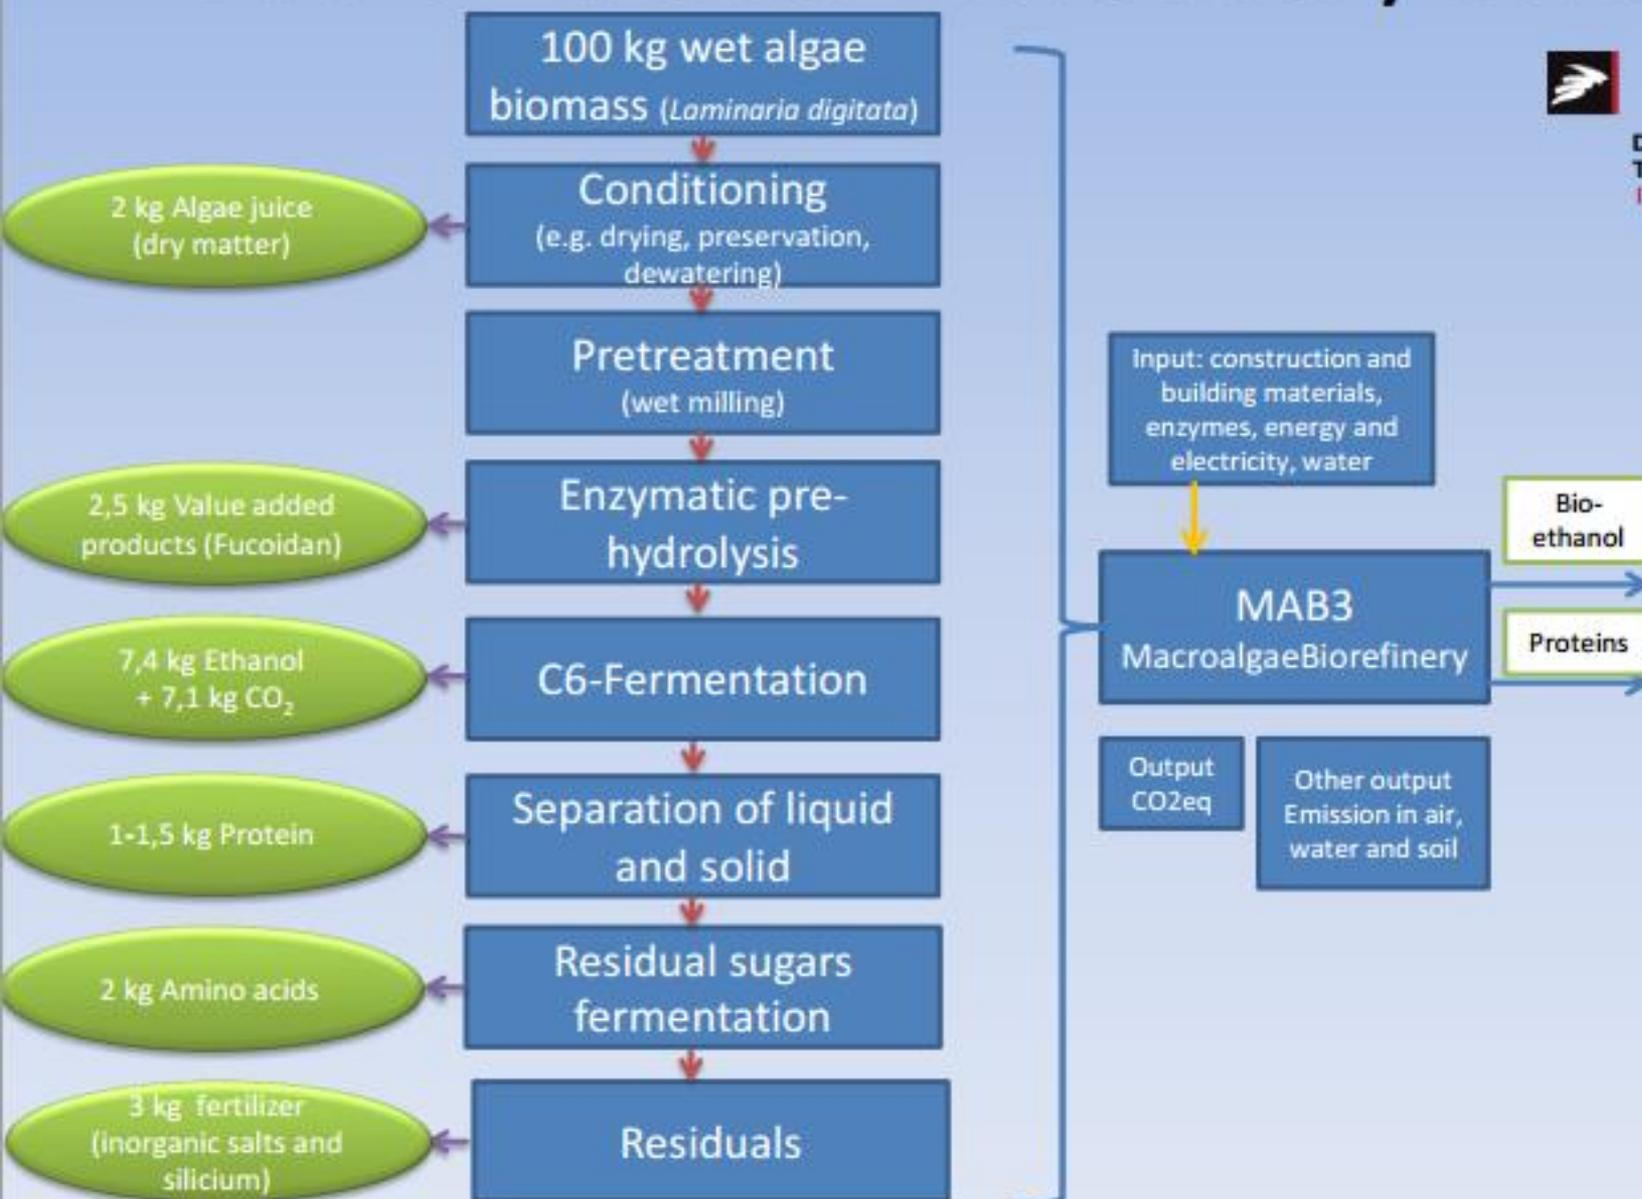 100 kg wet algae
biomass (Laminaria digitata)
2 kg Algae juice
(dry matter)
Conditioning
(e.g. drying, preservation,
dewatering)
Pretreatment
(wet milling)
2,5 kg Value added
products (Fucoidan)
Enzymatic pre-
hydrolysis
7,4 kg Ethanol
+ 7,1 kg CO₂
C6-Fermentation
1-1,5 kg Protein
Separation of liquid
and solid
2 kg Amino acids
Residual sugars
fermentation
3 kg fertilizer
(inorganic salts and
silicium)
Residuals
Input: construction and
building materials,
enzymes, energy and
electricity, water
MAB3
MacroalgaeBiorefinery
Bio-
ethanol
Proteins
Output
CO2eq
Other output
Emission in air,
water and soil